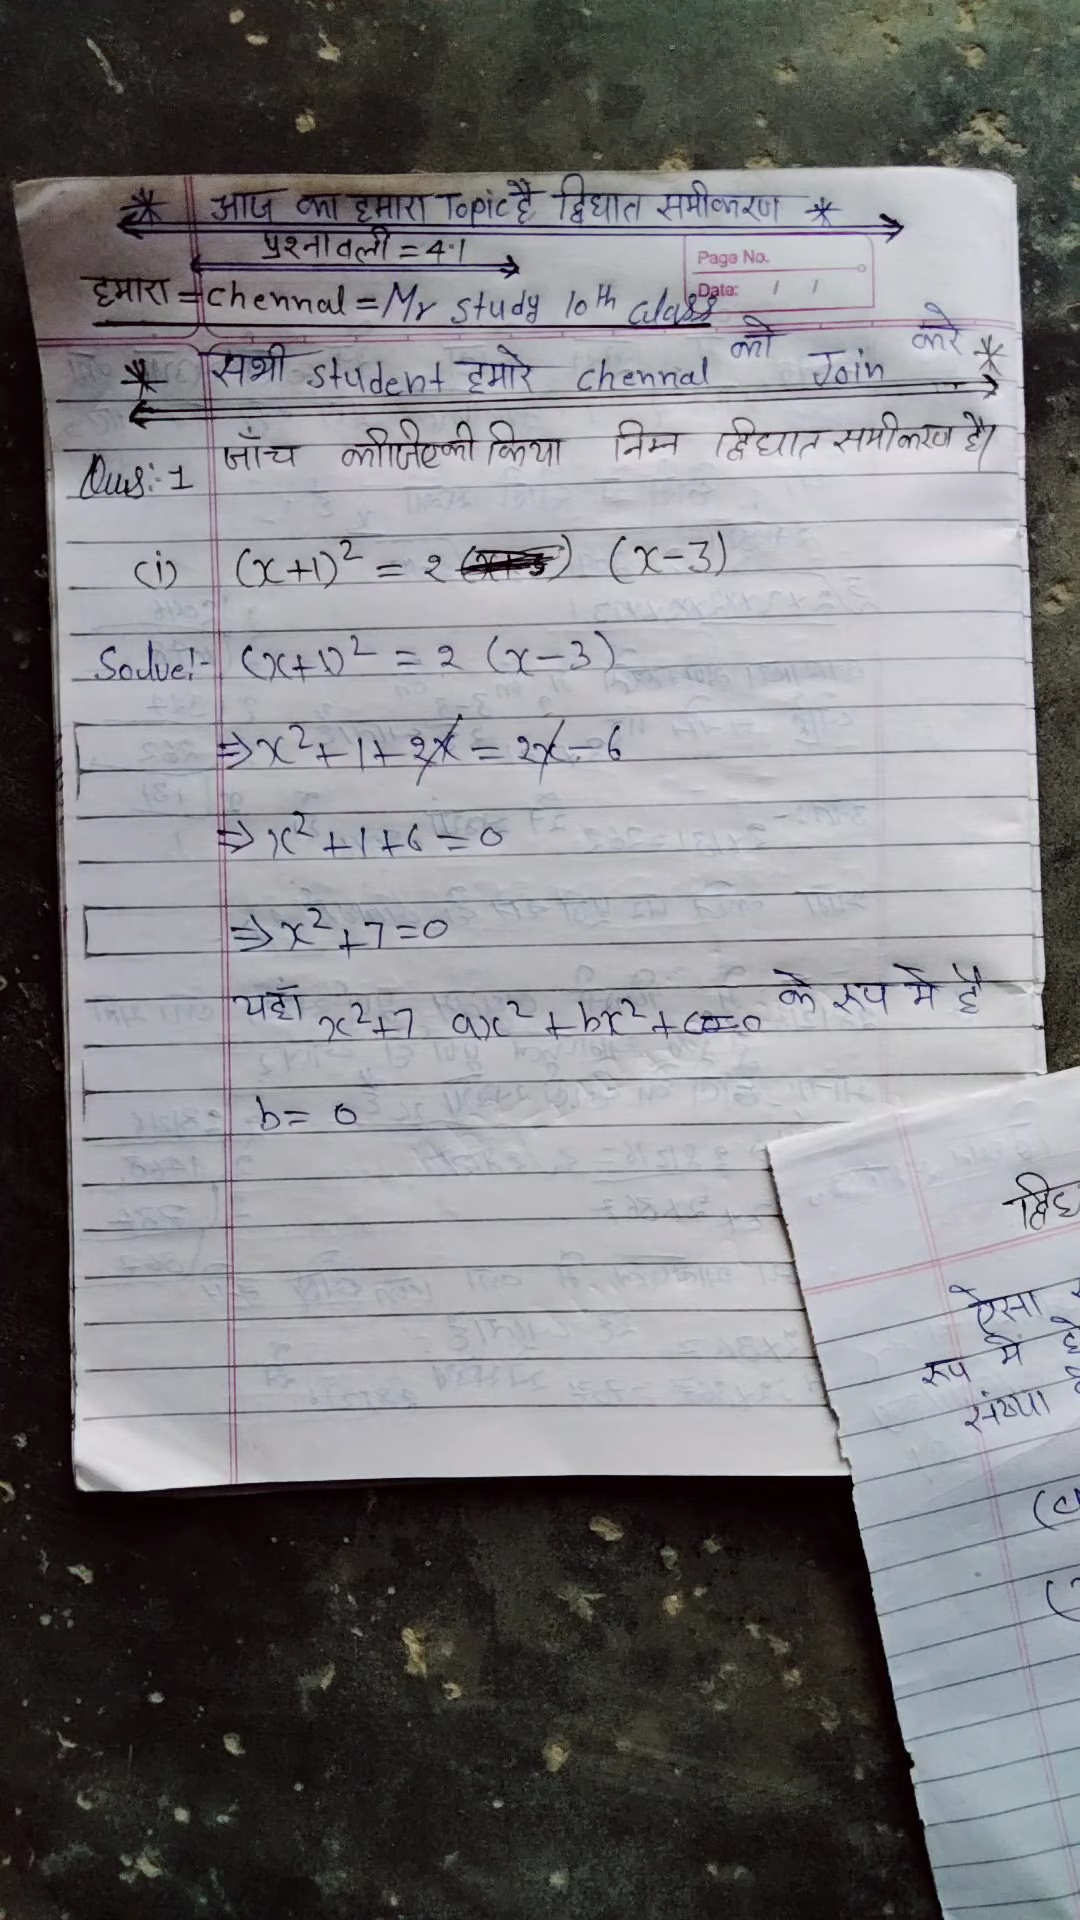 * आज का हमारा Topic है द्विघात समीकरण *
प्रश्नावली = 4.1
Page No.
Date: / /
हमारा = Chennal = Mr Study 10th Class
* सभी student हमारे chennal को Join करे *
Qus:-1 जाँच कीजिएकी किया निम्न द्विघात समीकरण है।
(i) (x+1)² = 2 (x-3)
Solve:- (x+1)² = 2 (x-3)
⇒ x² + 1 + 2x = 2x - 6
⇒ x² + 1 + 6 = 0
⇒ x² + 7 = 0
यहाँ x²+7 ax² + bx² + c=0 के रूप मे है
b = 0
ऐसा
रूप में
संख्या